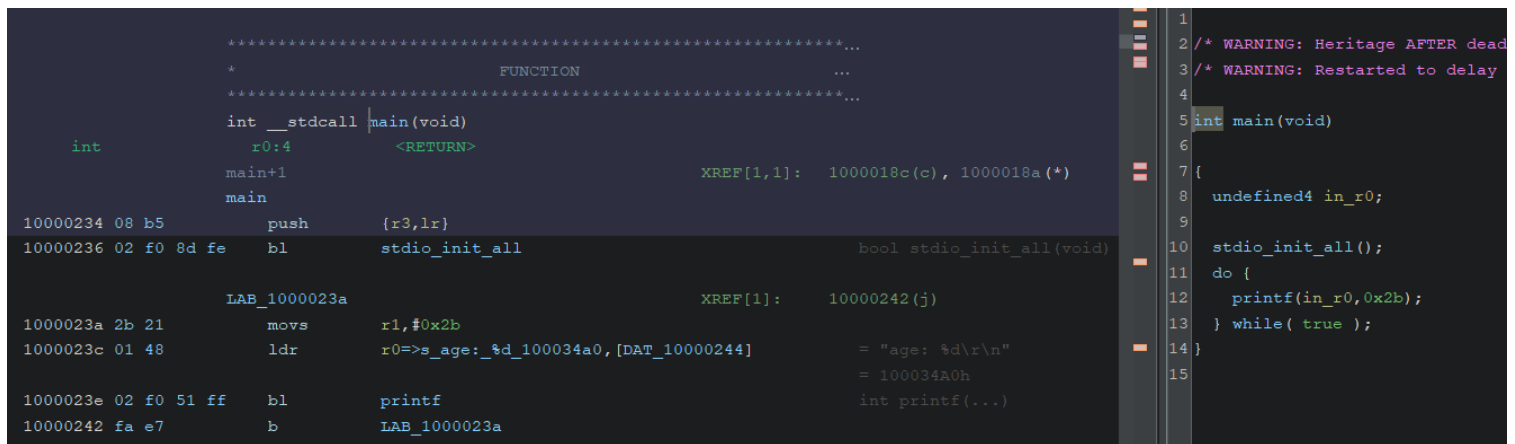 ************************************************************...
* FUNCTION ...
************************************************************...
int __stdcall main(void)
int r0:4 <RETURN>
main+1 XREF[1,1]: 1000018c(c), 1000018a(*)
main
10000234 08 b5 push {r3,lr}
10000236 02 f0 8d fe bl stdio_init_all bool stdio_init_all(void)
LAB_1000023a XREF[1]: 10000242(j)
1000023a 2b 21 movs r1,#0x2b
1000023c 01 48 ldr r0=>s_age:_%d_100034a0,[DAT_10000244] = "age: %d\r\n"
= 100034A0h
1000023e 02 f0 51 ff bl printf int printf(...)
10000242 fa e7 b LAB_1000023a
1
2 /* WARNING: Heritage AFTER dead
3 /* WARNING: Restarted to delay
4
5 int main(void)
6
7 {
8 undefined4 in_r0;
9
10 stdio_init_all();
11 do {
12 printf(in_r0,0x2b);
13 } while( true );
14 }
15